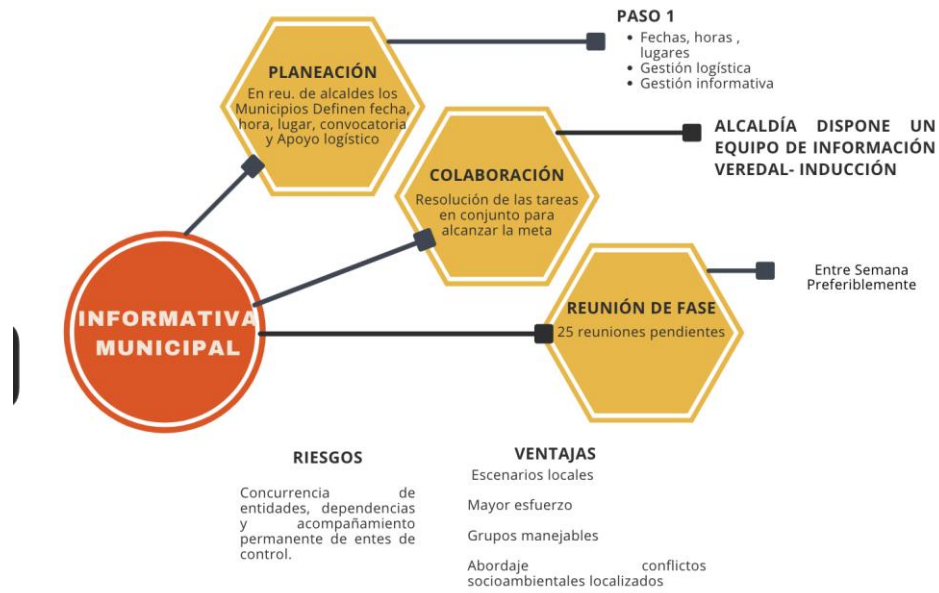 PASO 1
• Fechas, horas ,
lugares
• Gestión logística
• Gestión informativa
PLANEACIÓN
En reu. de alcaldes los
Municipios Definen fecha,
hora, lugar, convocatoria
y Apoyo logístico
ALCALDÍA DISPONE UN
EQUIPO DE INFORMACIÓN
VEREDAL- INDUCCIÓN
COLABORACIÓN
Resolución de las tareas
en conjunto para
alcanzar la meta
Entre Semana
Preferiblemente
REUNIÓN DE FASE
25 reuniones pendientes
INFORMATIVA
MUNICIPAL
RIESGOS
Concurrencia de
entidades, dependencias
y acompañamiento
permanente de entes de
control.
VENTAJAS
Escenarios locales
Mayor esfuerzo
Grupos manejables
Abordaje conflictos
socioambientales localizados